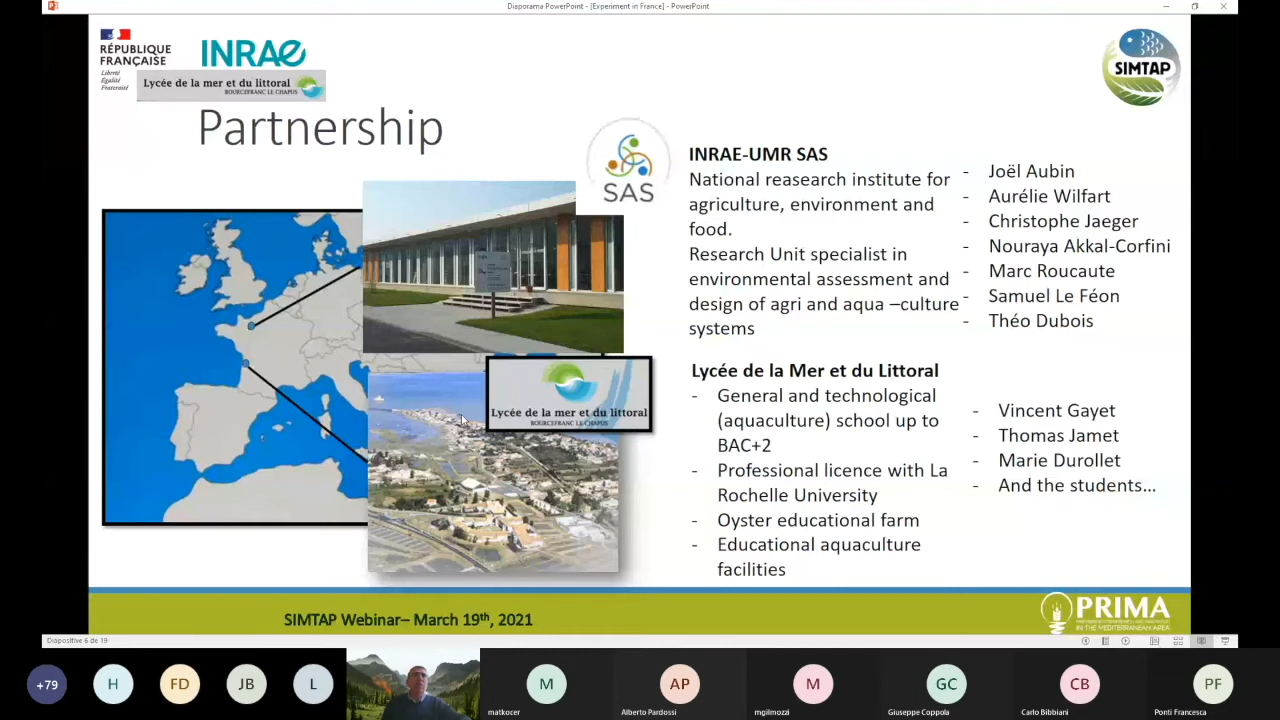 Diaporama PowerPoint - [Experiment in France] - PowerPoint
RÉPUBLIQUE
FRANÇAISE
Liberté
Égalité
Fraternité
INRAE
Lycée de la mer et du littoral
BOURCEFRANC LE CHAPUS
SIMTAP
Partnership
SAS
INRAE-UMR SAS
National reasearch institute for
agriculture, environment and
food.
Research Unit specialist in
environmental assessment and
design of agri and aqua –culture
systems
- Joël Aubin
- Aurélie Wilfart
- Christophe Jaeger
- Nouraya Akkal-Corfini
- Marc Roucaute
- Samuel Le Féon
- Théo Dubois
Lycée de la mer et du littoral
BOURCEFRANC LE CHAPUS
Lycée de la Mer et du Littoral
- General and technological
(aquaculture) school up to
BAC+2
- Professional licence with La
Rochelle University
- Oyster educational farm
- Educational aquaculture
facilities
- Vincent Gayet
- Thomas Jamet
- Marie Durollet
- And the students...
SIMTAP Webinar– March 19th, 2021
PRIMA
IN THE MEDITERRANEAN AREA
Diapositive 6 de 19
+79
H
FD
JB
L
M
matkocer
AP
Alberto Pardossi
M
mgilmozzi
GC
Giuseppe Coppola
CB
Carlo Bibbiani
PF
Ponti Francesca